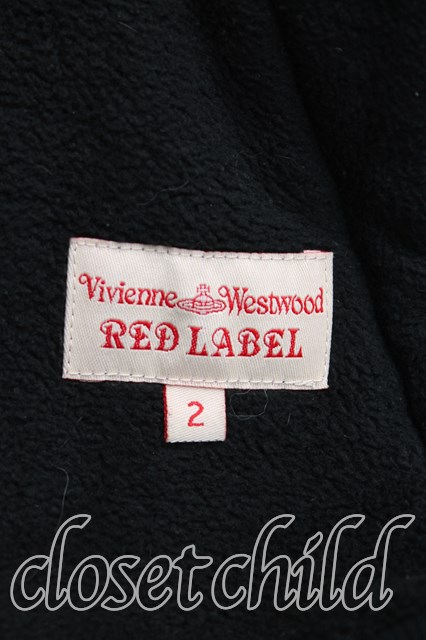 Vivienne Westwood
RED LABEL
2
closetchild